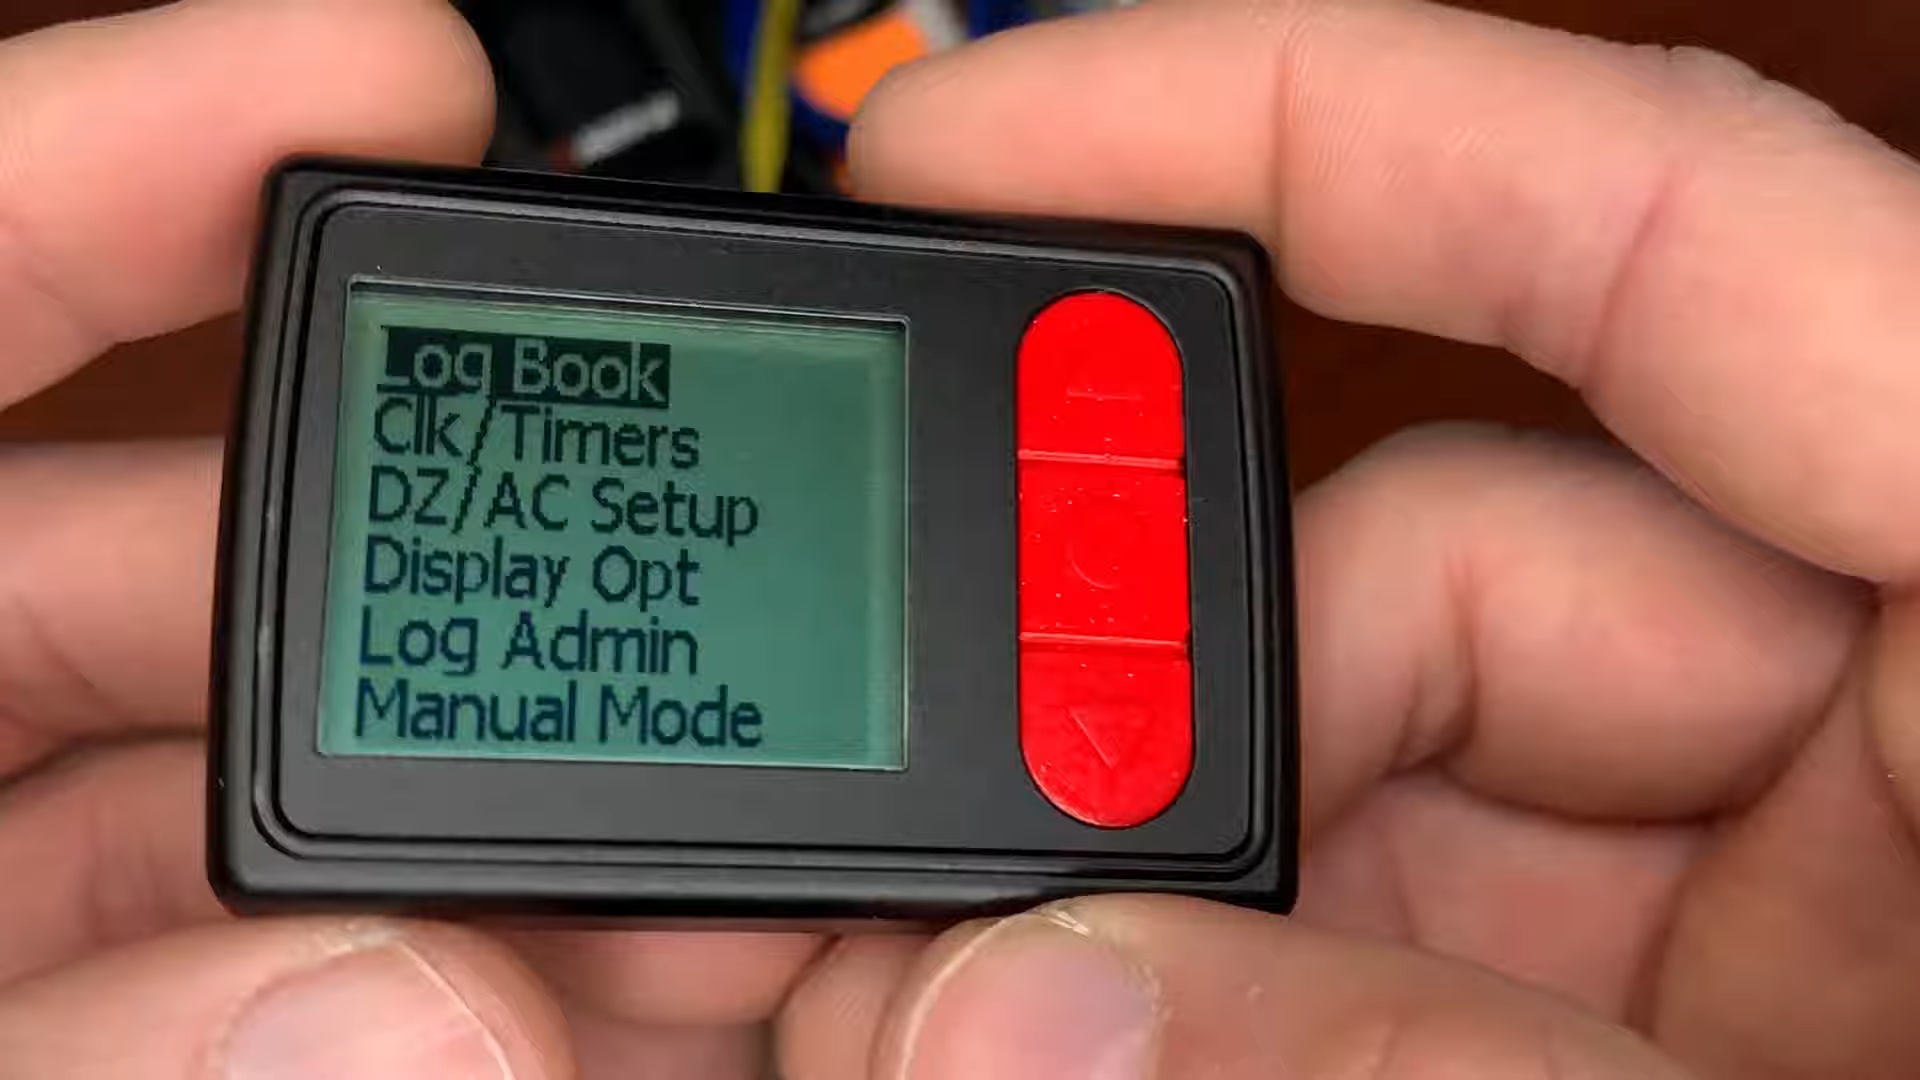 Log Book
Clk/Timers
DZ/AC Setup
Display Opt
Log Admin
Manual Mode